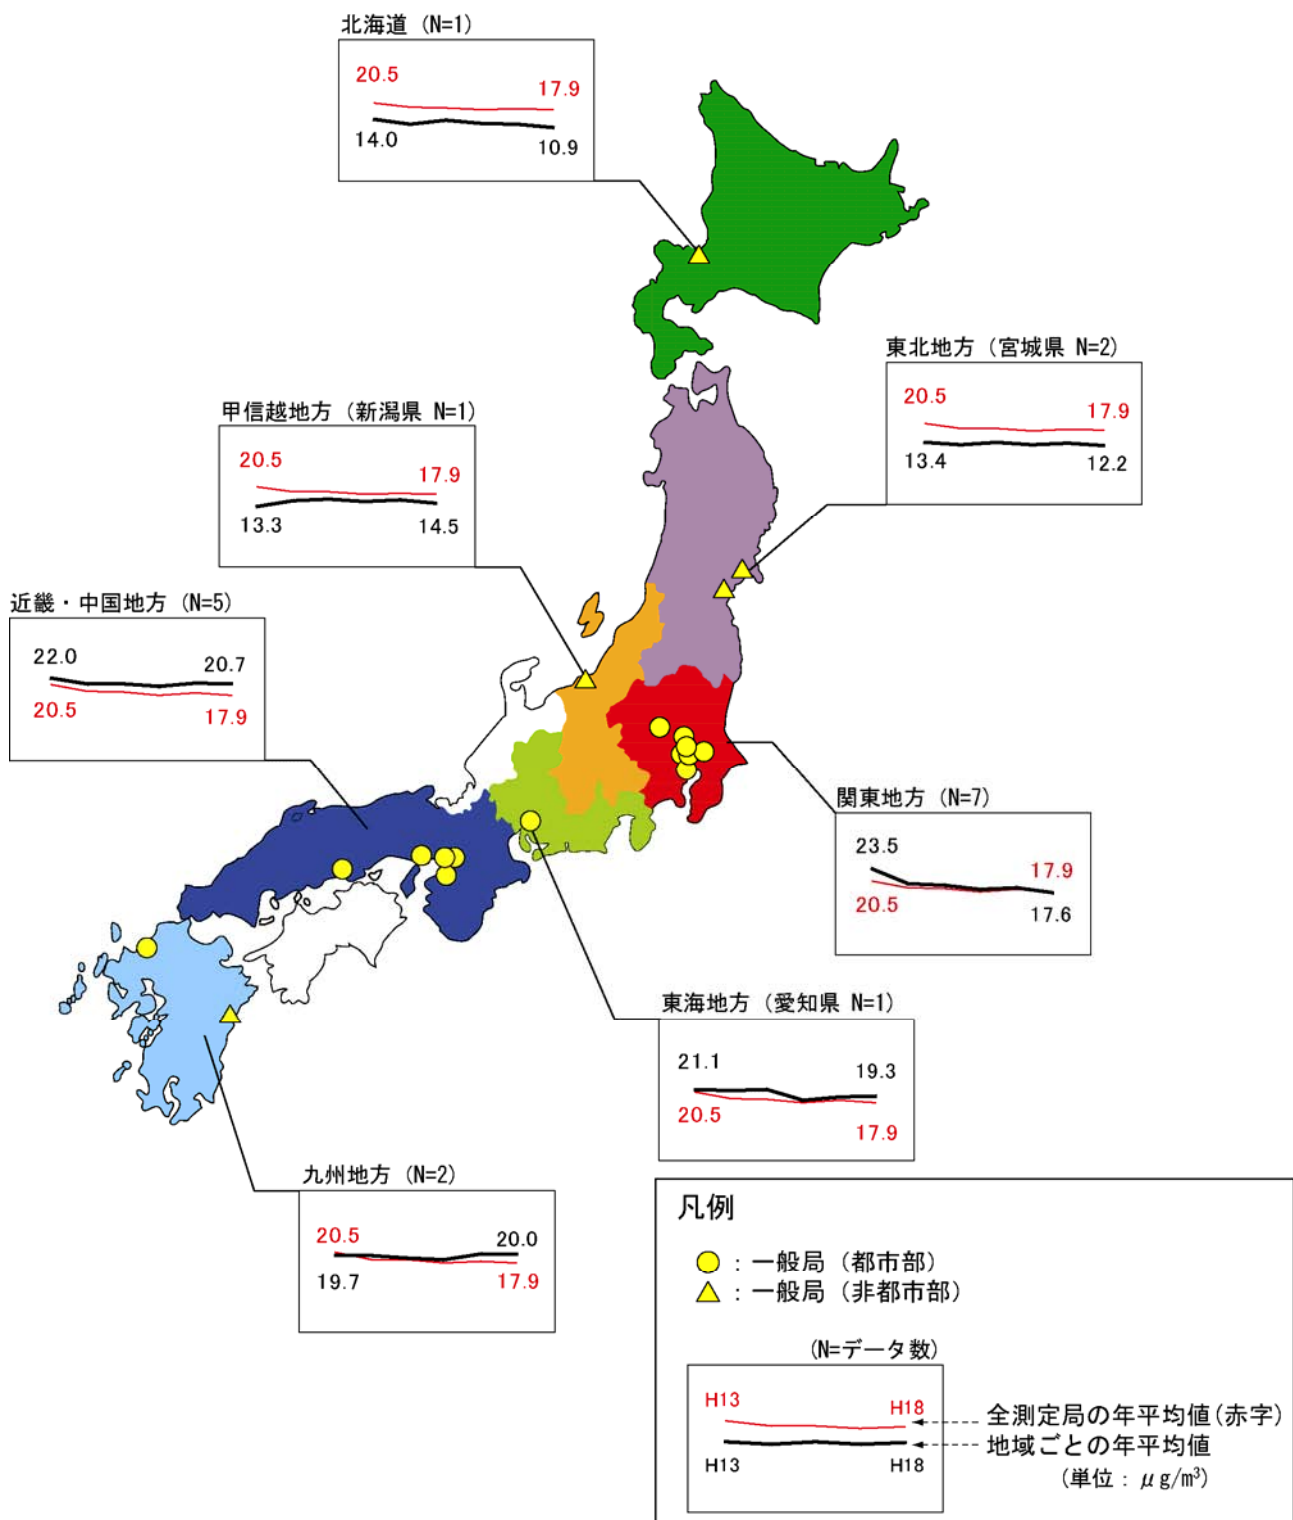 北海道 (N=1)
20.5
17.9
14.0
10.9
東北地方 (宮城県 N=2)
20.5
17.9
13.4
12.2
甲信越地方 (新潟県 N=1)
20.5
17.9
13.3
14.5
近畿・中国地方 (N=5)
22.0
20.7
20.5
17.9
関東地方 (N=7)
23.5
17.9
20.5
17.6
東海地方 (愛知県 N=1)
21.1
19.3
20.5
17.9
九州地方 (N=2)
20.5
20.0
19.7
17.9
凡例
：一般局 (都市部)
：一般局 (非都市部)
(N=データ数)
H13
H18
全測定局の年平均値(赤字)
地域ごとの年平均値
H13
H18
(単位：μg/m³)